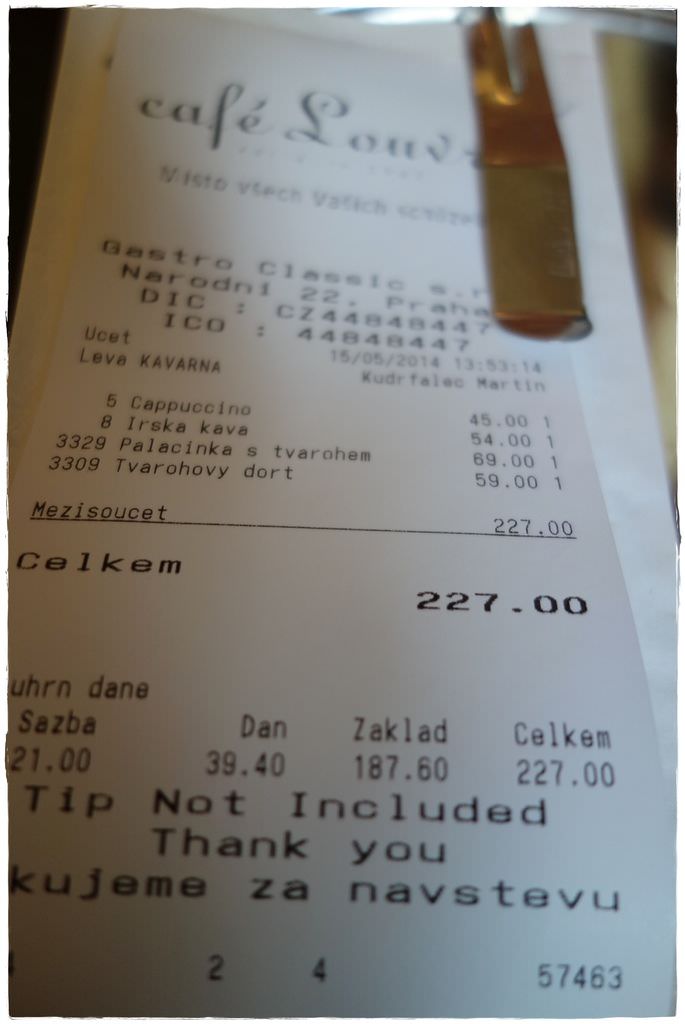 café Louvr
Místo všech Vašich
Gastro Classic s.r
Narodni 22, Praha
DIC : CZ44848447
ICO : 44848447
Ucet 15/05/2014 13:53:14
Leva KAVARNA Kudrfalec Martin
5 Cappuccino 45.00 1
8 Irska kava 54.00 1
3329 Palacinka s tvarohem 69.00 1
3309 Tvarohovy dort 59.00 1
Mezisoucet 227.00
Celkem 227.00
uhrn dane
Sazba Dan Zaklad Celkem
21.00 39.40 187.60 227.00
Tip Not Included
Thank you
kujeme za navstevu
2 4 57463